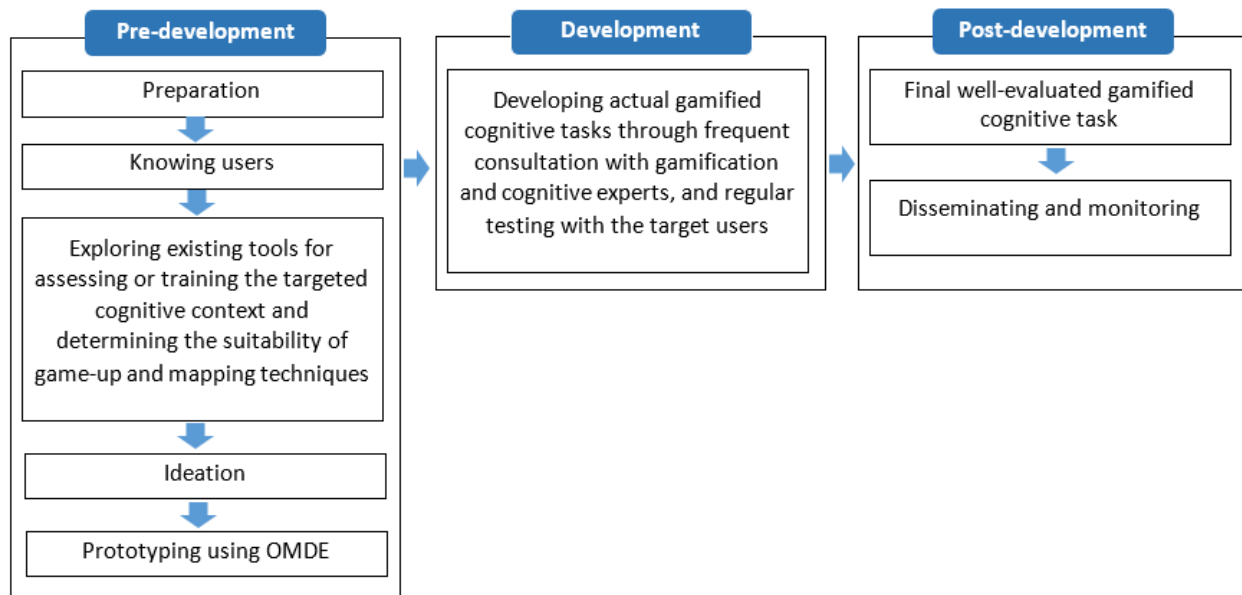 Pre-development
Preparation
Knowing users
Exploring existing tools for
assessing or training the targeted
cognitive context and
determining the suitability of
game-up and mapping techniques
Ideation
Prototyping using OMDE
Development
Developing actual gamified
cognitive tasks through frequent
consultation with gamification
and cognitive experts, and regular
testing with the target users
Post-development
Final well-evaluated gamified
cognitive task
Disseminating and monitoring